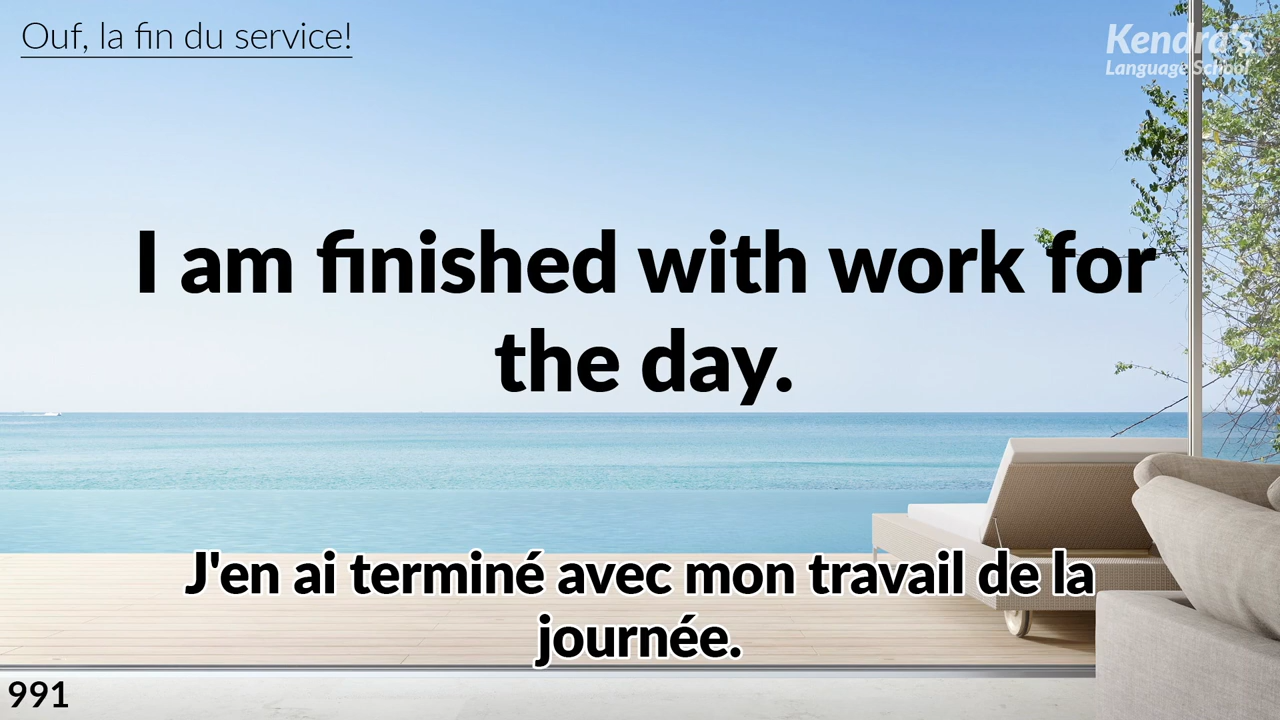 Ouf, la fin du service!
Kendra's
Language School
I am finished with work for
the day.
J'en ai terminé avec mon travail de la
journée.
991